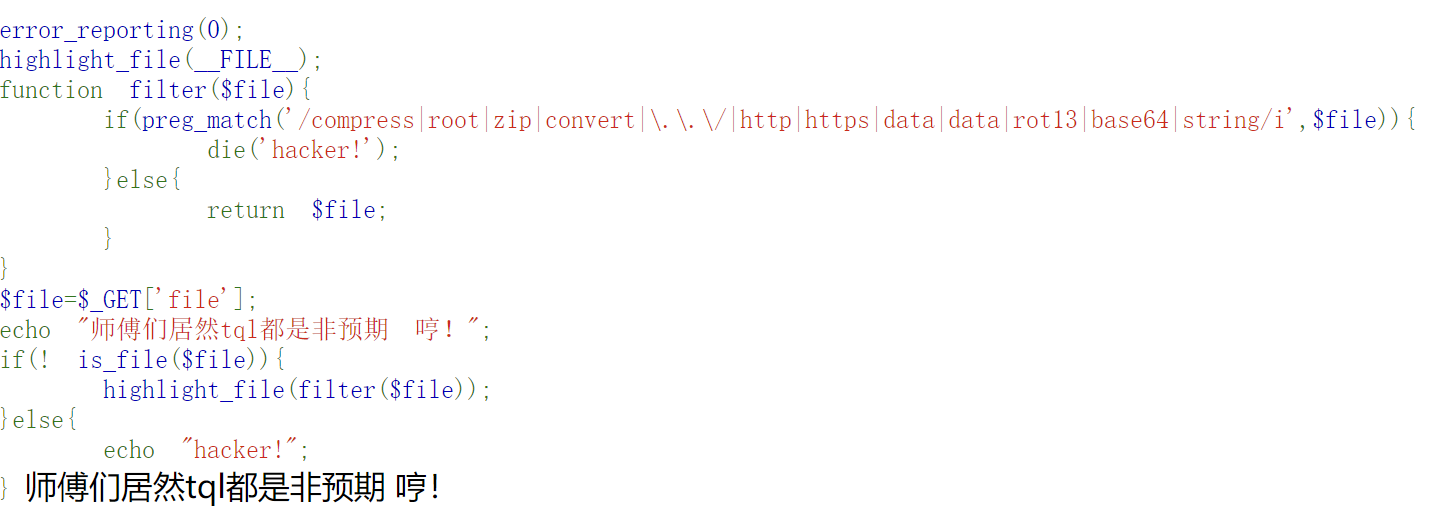 error_reporting(0);
highlight_file(__FILE__);
function  filter($file){
        if(preg_match('/compress|root|zip|convert|\.\.\/|http|https|data|data|rot13|base64|string/i',$file)){
                die('hacker!');
        }else{
                return  $file;
        }
}
$file=$_GET['file'];
echo  "师傅们居然tql都是非预期  哼！";
if(!  is_file($file)){
        highlight_file(filter($file));
}else{
        echo  "hacker!";
} 师傅们居然tql都是非预期 哼！